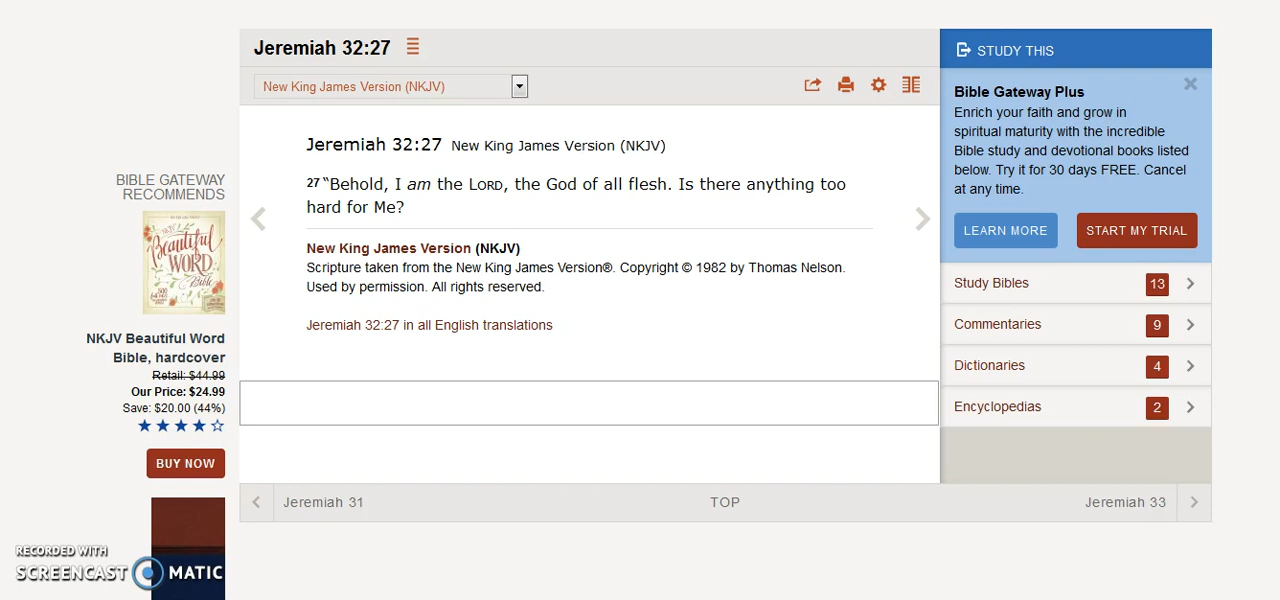 Jeremiah 32:27
New King James Version (NKJV)
Jeremiah 32:27 New King James Version (NKJV)
27 “Behold, I am the LORD, the God of all flesh. Is there anything too
hard for Me?
New King James Version (NKJV)
Scripture taken from the New King James Version®. Copyright © 1982 by Thomas Nelson.
Used by permission. All rights reserved.
Jeremiah 32:27 in all English translations
Jeremiah 31
TOP
Jeremiah 33
STUDY THIS
Bible Gateway Plus
Enrich your faith and grow in
spiritual maturity with the incredible
Bible study and devotional books listed
below. Try it for 30 days FREE. Cancel
at any time.
LEARN MORE
START MY TRIAL
Study Bibles 13
Commentaries 9
Dictionaries 4
Encyclopedias 2
BIBLE GATEWAY
RECOMMENDS
NKJV
Beautiful
WORD
Bible
NKJV Beautiful Word
Bible, hardcover
Retail: $44.99
Our Price: $24.99
Save: $20.00 (44%)
BUY NOW
RECORDED WITH
SCREENCAST MATIC